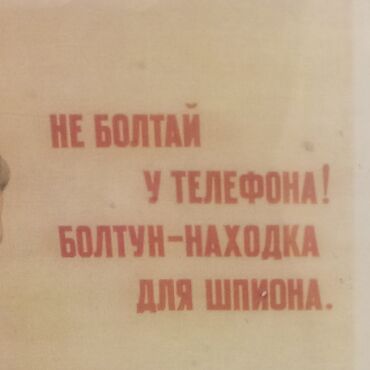 НЕ БОЛТАЙ
У ТЕЛЕФОНА!
БОЛТУН-НАХОДКА
ДЛЯ ШПИОНА.